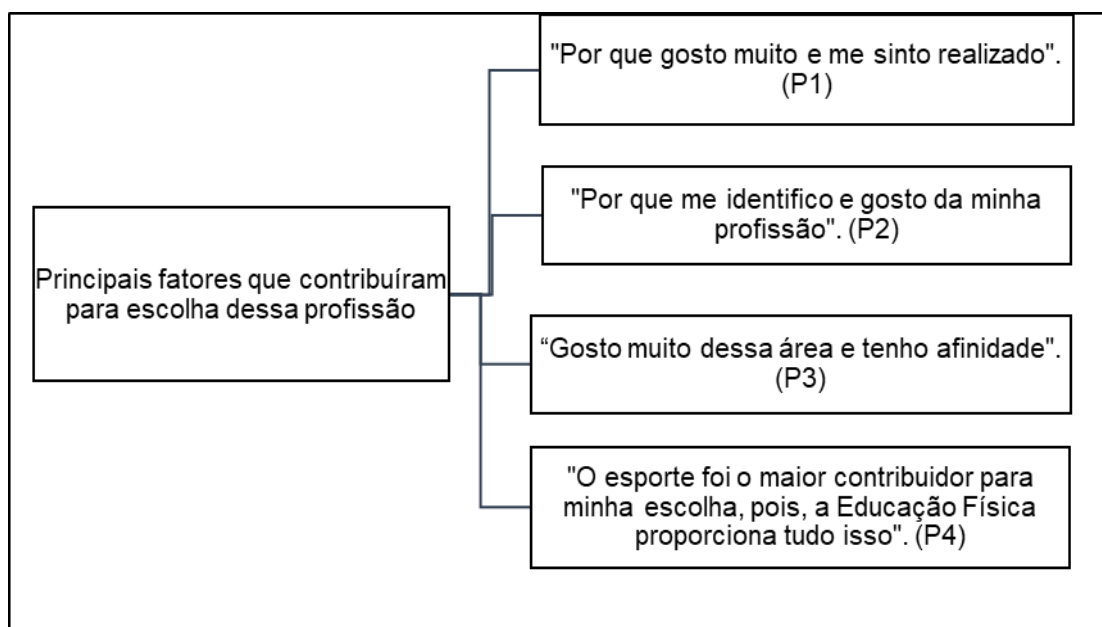 "Por que gosto muito e me sinto realizado".
(P1)
"Por que me identifico e gosto da minha
profissão". (P2)
Principais fatores que contribuíram
para escolha dessa profissão
“Gosto muito dessa área e tenho afinidade".
(P3)
"O esporte foi o maior contribuidor para
minha escolha, pois, a Educação Física
proporciona tudo isso". (P4)